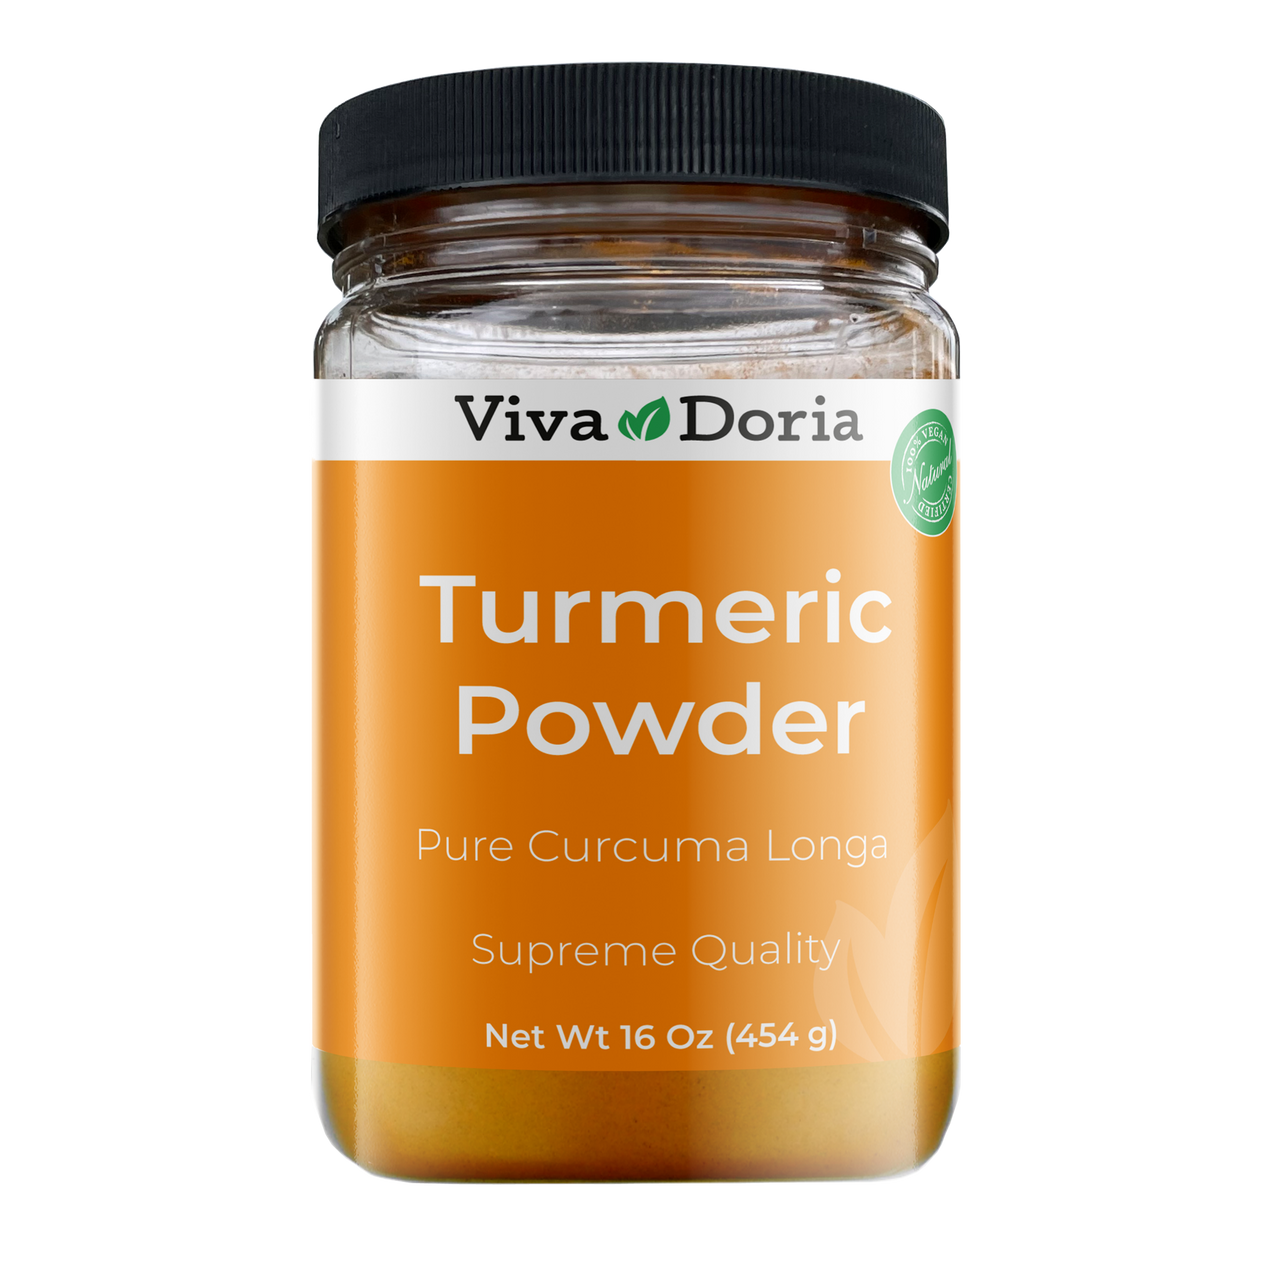 Viva Doria
100% VEGAN
Natural
CERTIFIED
Turmeric
Powder
Pure Curcuma Longa
Supreme Quality
Net Wt 16 Oz (454 g)